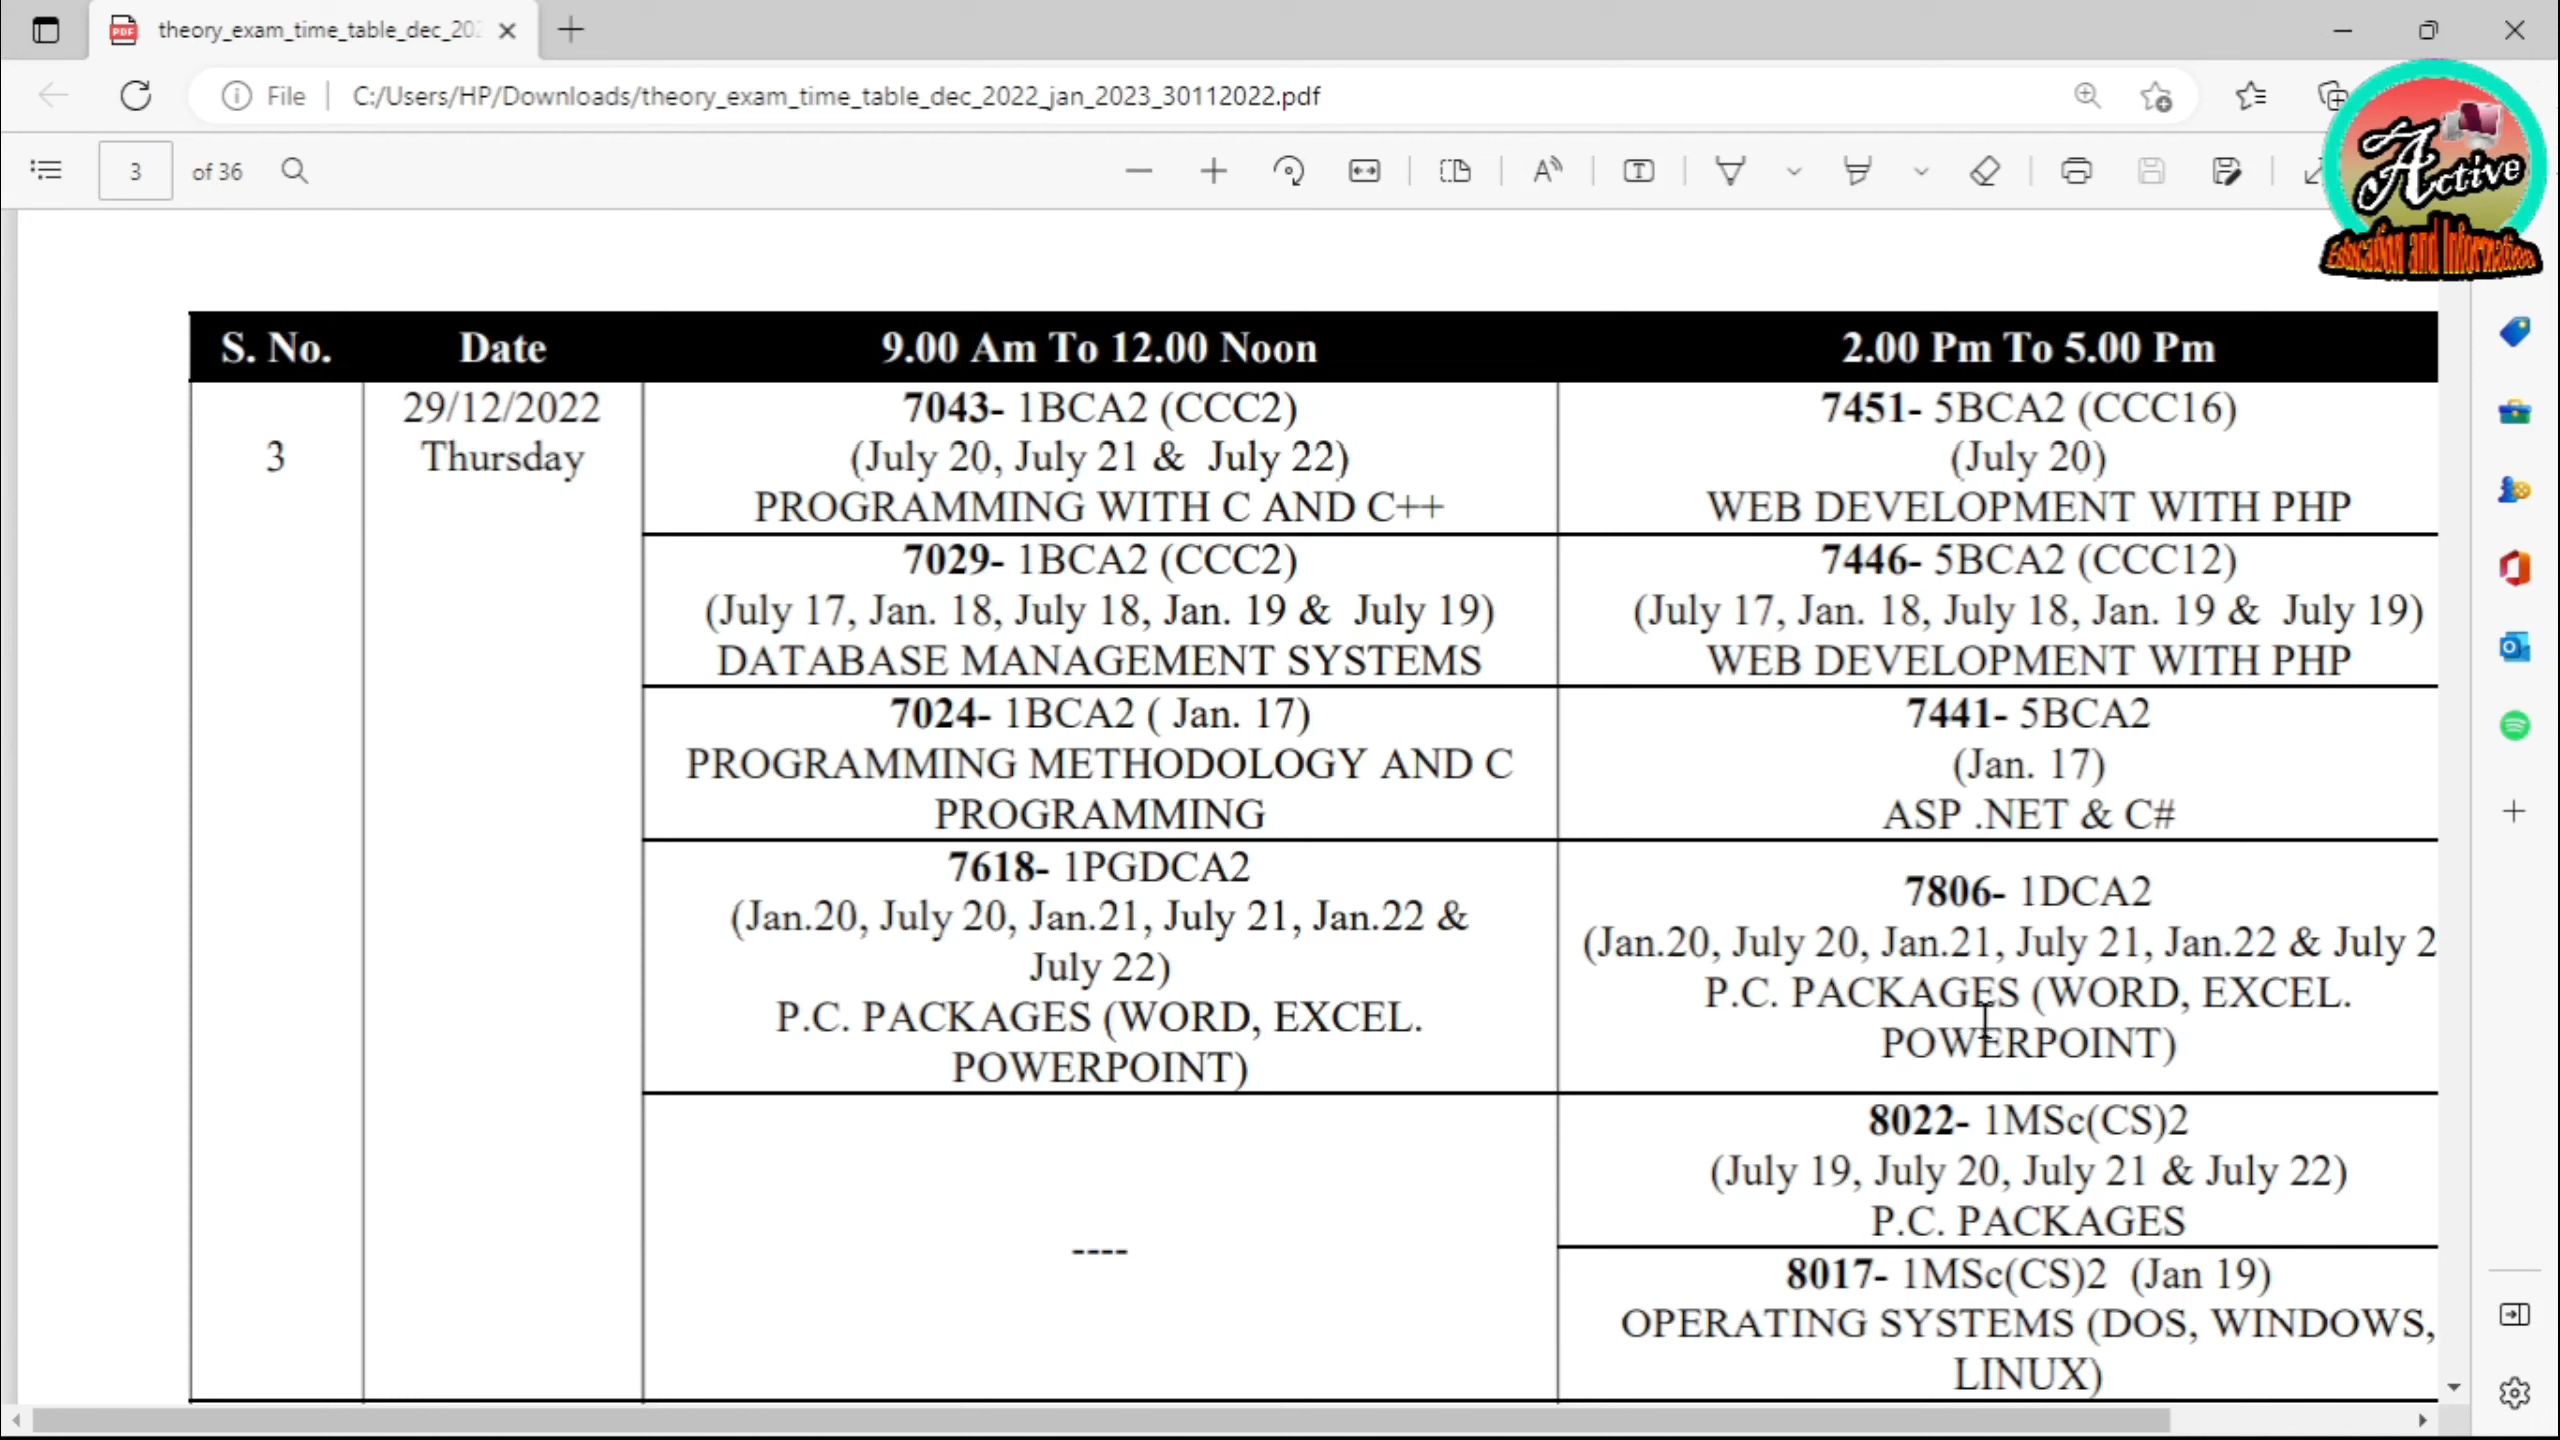 theory_exam_time_table_dec_202
File
C:/Users/HP/Downloads/theory_exam_time_table_dec_2022_jan_2023_30112022.pdf
3 of 36
Active
Education and Information
S. No. Date 9.00 Am To 12.00 Noon 2.00 Pm To 5.00 Pm
3
29/12/2022
Thursday
7043- 1BCA2 (CCC2)
(July 20, July 21 & July 22)
PROGRAMMING WITH C AND C++
7451- 5BCA2 (CCC16)
(July 20)
WEB DEVELOPMENT WITH PHP
7029- 1BCA2 (CCC2)
(July 17, Jan. 18, July 18, Jan. 19 & July 19)
DATABASE MANAGEMENT SYSTEMS
7446- 5BCA2 (CCC12)
(July 17, Jan. 18, July 18, Jan. 19 & July 19)
WEB DEVELOPMENT WITH PHP
7024- 1BCA2 ( Jan. 17)
PROGRAMMING METHODOLOGY AND C
PROGRAMMING
7441- 5BCA2
(Jan. 17)
ASP .NET & C#
7618- 1PGDCA2
(Jan.20, July 20, Jan.21, July 21, Jan.22 &
July 22)
P.C. PACKAGES (WORD, EXCEL.
POWERPOINT)
7806- 1DCA2
(Jan.20, July 20, Jan.21, July 21, Jan.22 & July 2
P.C. PACKAGES (WORD, EXCEL.
POWERPOINT)
----
8022- 1MSc(CS)2
(July 19, July 20, July 21 & July 22)
P.C. PACKAGES
8017- 1MSc(CS)2 (Jan 19)
OPERATING SYSTEMS (DOS, WINDOWS,
LINUX)